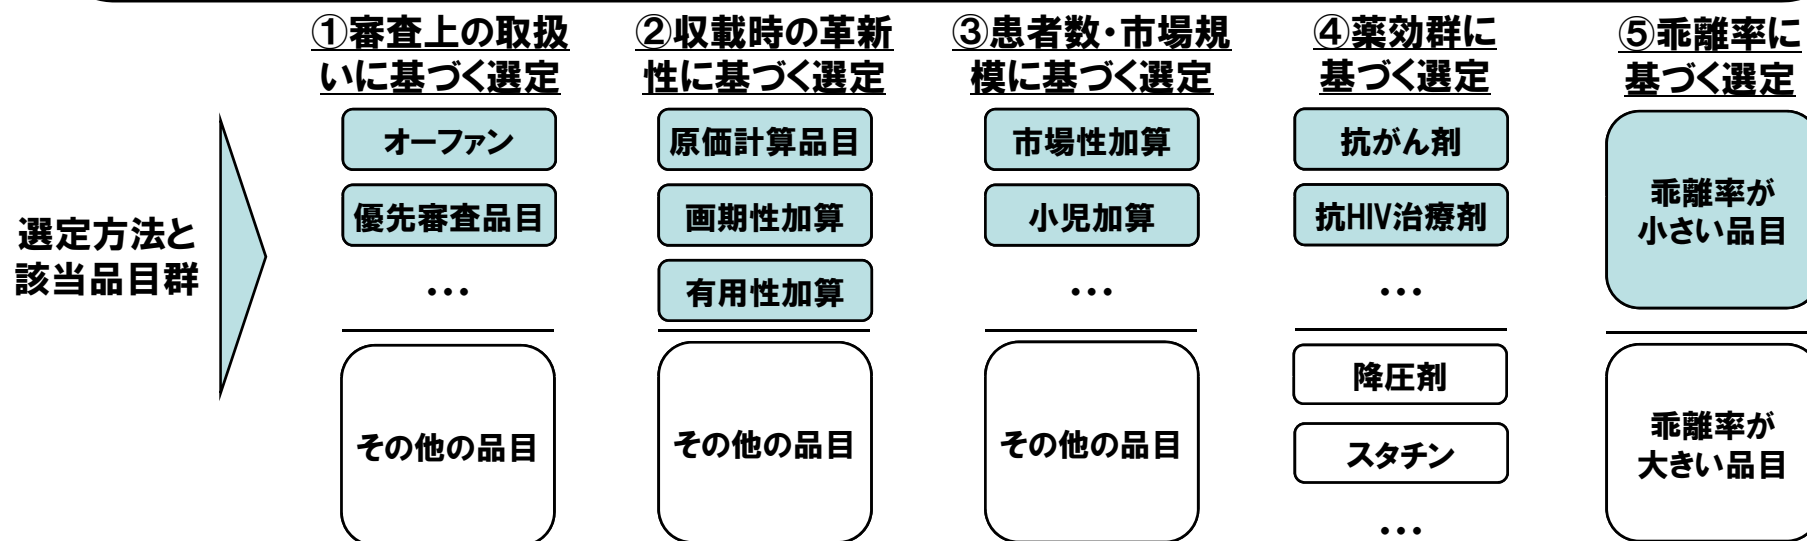 ①審査上の取扱
いに基づく選定
②収載時の革新
性に基づく選定
③患者数・市場規
模に基づく選定
④薬効群に
基づく選定
⑤乖離率に
基づく選定
選定方法と
該当品目群
オーファン
優先審査品目
…
その他の品目
原価計算品目
画期性加算
有用性加算
その他の品目
市場性加算
小児加算
…
その他の品目
抗がん剤
抗HIV治療剤
…
降圧剤
スタチン
…
乖離率が
小さい品目
乖離率が
大きい品目